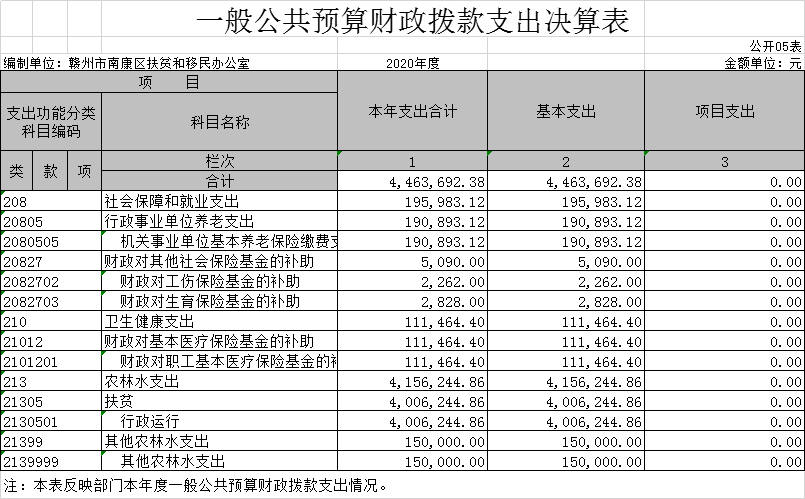 一般公共预算财政拨款支出决算表
公开05表
编制单位：赣州市南康区扶贫和移民办公室 2020年度 金额单位：元
项 目 本年支出合计 基本支出 项目支出
支出功能分类科目编码 科目名称
类 款 项 栏次 1 2 3
合计 4,463,692.38 4,463,692.38 0.00
208 社会保障和就业支出 195,983.12 195,983.12 0.00
20805 行政事业单位养老支出 190,893.12 190,893.12 0.00
2080505 机关事业单位基本养老保险缴费支 190,893.12 190,893.12 0.00
20827 财政对其他社会保险基金的补助 5,090.00 5,090.00 0.00
2082702 财政对工伤保险基金的补助 2,262.00 2,262.00 0.00
2082703 财政对生育保险基金的补助 2,828.00 2,828.00 0.00
210 卫生健康支出 111,464.40 111,464.40 0.00
21012 财政对基本医疗保险基金的补助 111,464.40 111,464.40 0.00
2101201 财政对职工基本医疗保险基金的补 111,464.40 111,464.40 0.00
213 农林水支出 4,156,244.86 4,156,244.86 0.00
21305 扶贫 4,006,244.86 4,006,244.86 0.00
2130501 行政运行 4,006,244.86 4,006,244.86 0.00
21399 其他农林水支出 150,000.00 150,000.00 0.00
2139999 其他农林水支出 150,000.00 150,000.00 0.00
注：本表反映部门本年度一般公共预算财政拨款支出情况。